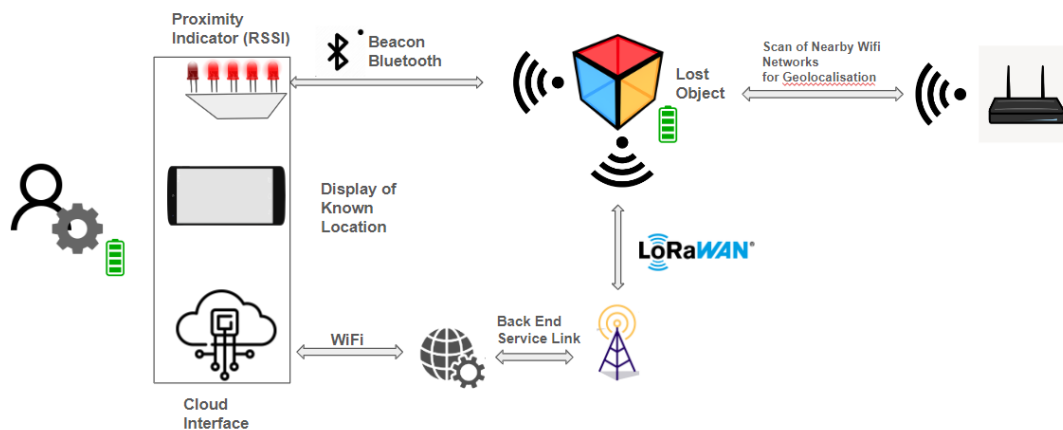 Proximity
Indicator (RSSI)
Beacon
Bluetooth
Scan of Nearby Wifi
Networks
for Geolocalisation
Lost
Object
Display of
Known
Location
LoRaWAN®
Back End
Service Link
WiFi
Cloud
Interface